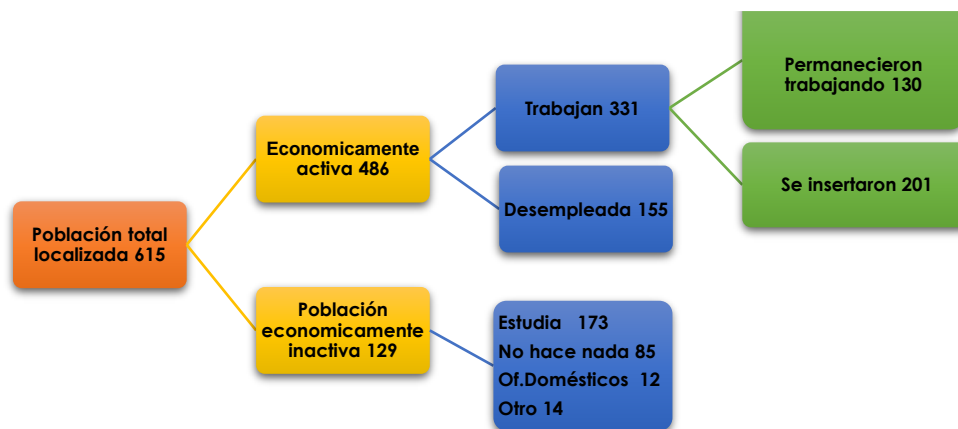 Población total
localizada 615
Economicamente
activa 486
Población
economicamente
inactiva 129
Trabajan 331
Desempleada 155
Estudia 173
No hace nada 85
Of.Domésticos 12
Otro 14
Permanecieron
trabajando 130
Se insertaron 201